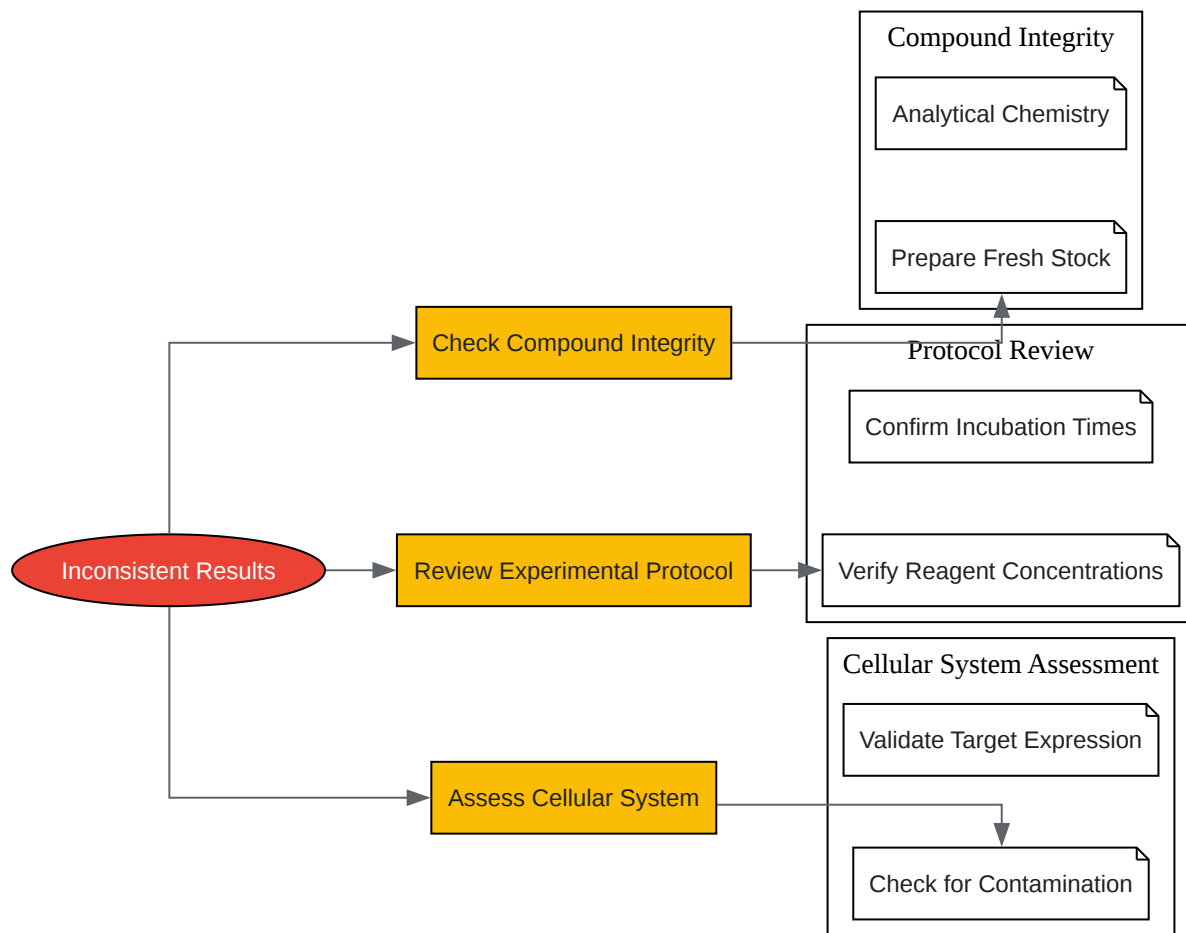 Compound Integrity
Analytical Chemistry
Prepare Fresh Stock
Check Compound Integrity
Protocol Review
Confirm Incubation Times
Inconsistent Results
Review Experimental Protocol
Verify Reagent Concentrations
Cellular System Assessment
Validate Target Expression
Assess Cellular System
Check for Contamination